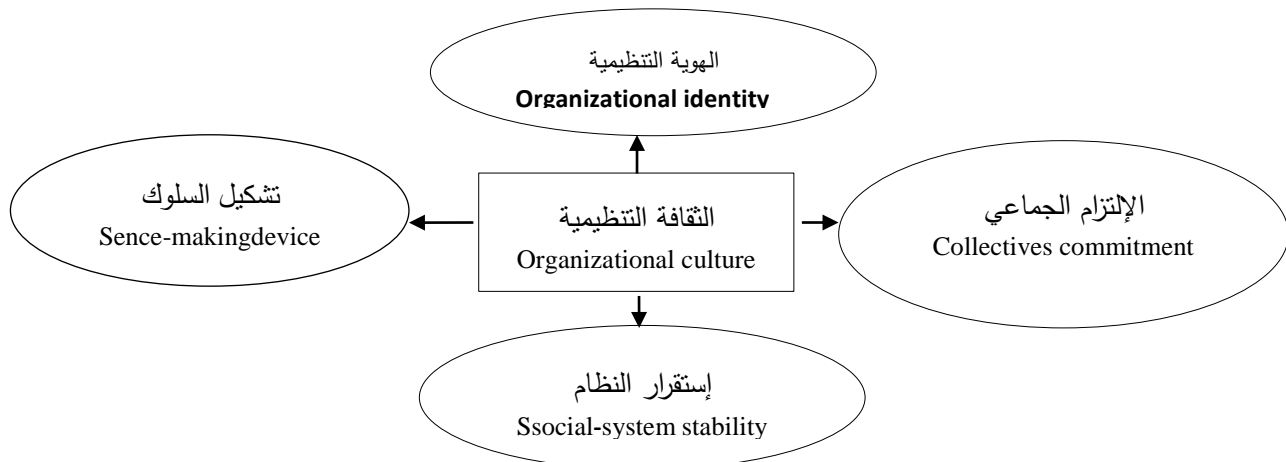 الهوية التنظيمية
Organizational identity
تشكيل السلوك
Sence-makingdevice
الثقافة التنظيمية
Organizational culture
الإلتزام الجماعي
Collectives commitment
إستقرار النظام
Ssocial-system stability